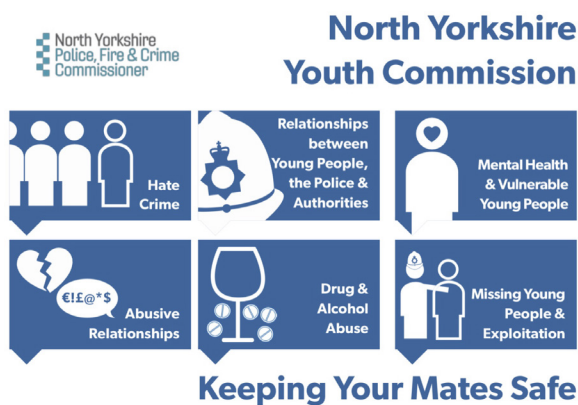 North Yorkshire
Police, Fire & Crime
Commissioner
North Yorkshire
Youth Commission
Hate
Crime
Relationships
between
Young People,
the Police &
Authorities
Mental Health
& Vulnerable
Young People
€!£@*$
Abusive
Relationships
Drug &
Alcohol
Abuse
Missing Young
People &
Exploitation
Keeping Your Mates Safe